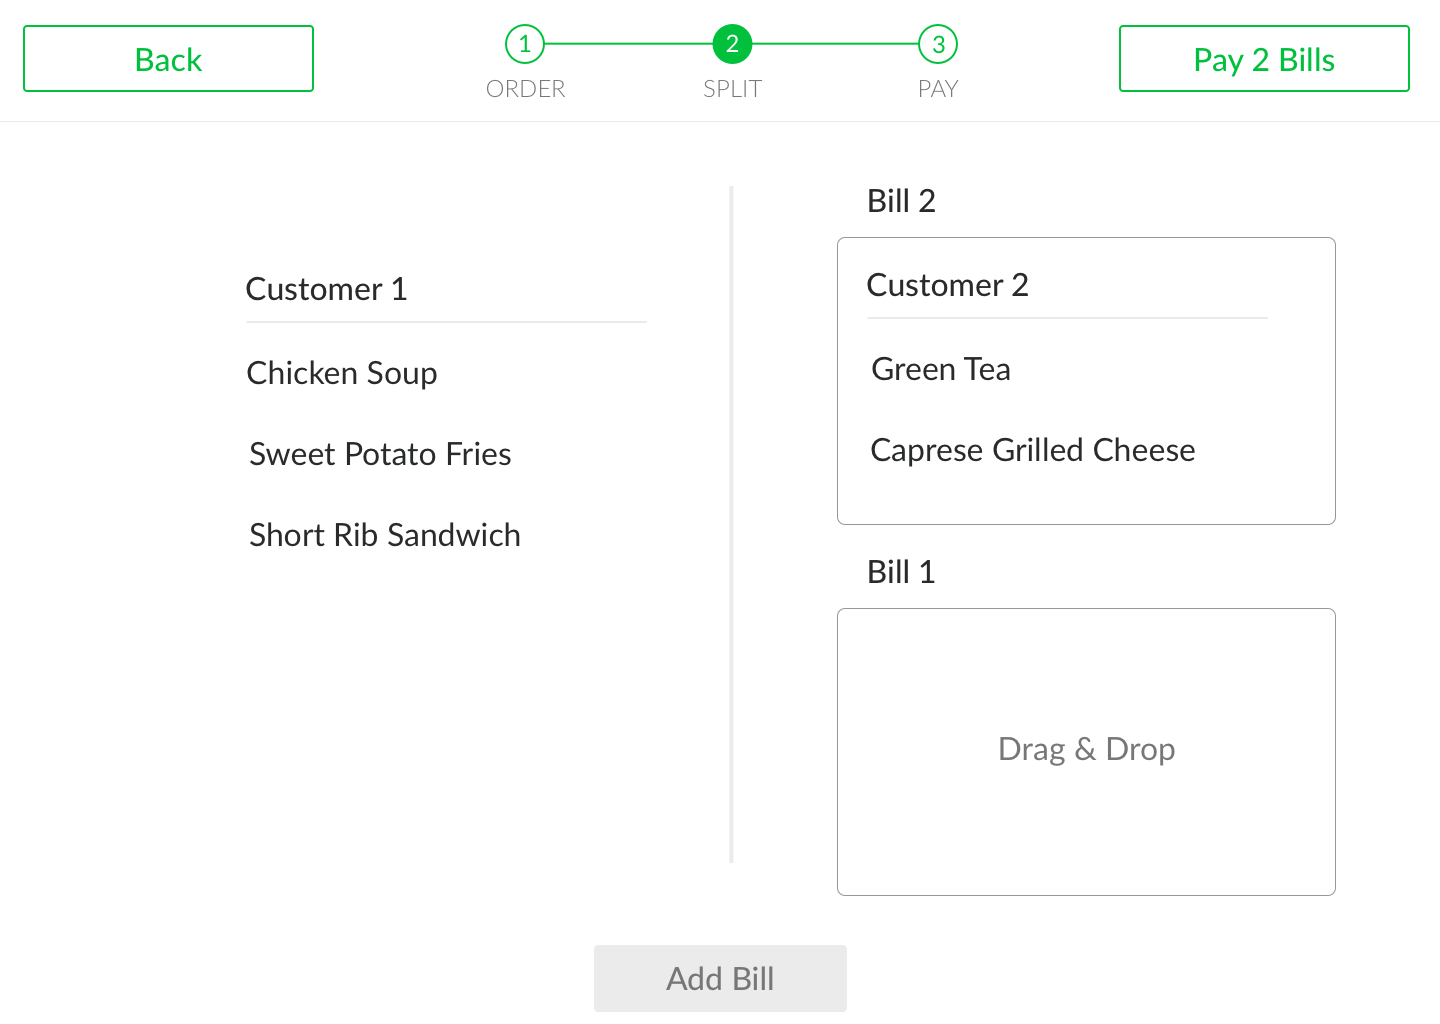 Back
1
2
3
Pay 2 Bills
ORDER
SPLIT
PAY
Customer 1
Chicken Soup
Sweet Potato Fries
Short Rib Sandwich
Bill 2
Customer 2
Green Tea
Caprese Grilled Cheese
Bill 1
Drag & Drop
Add Bill